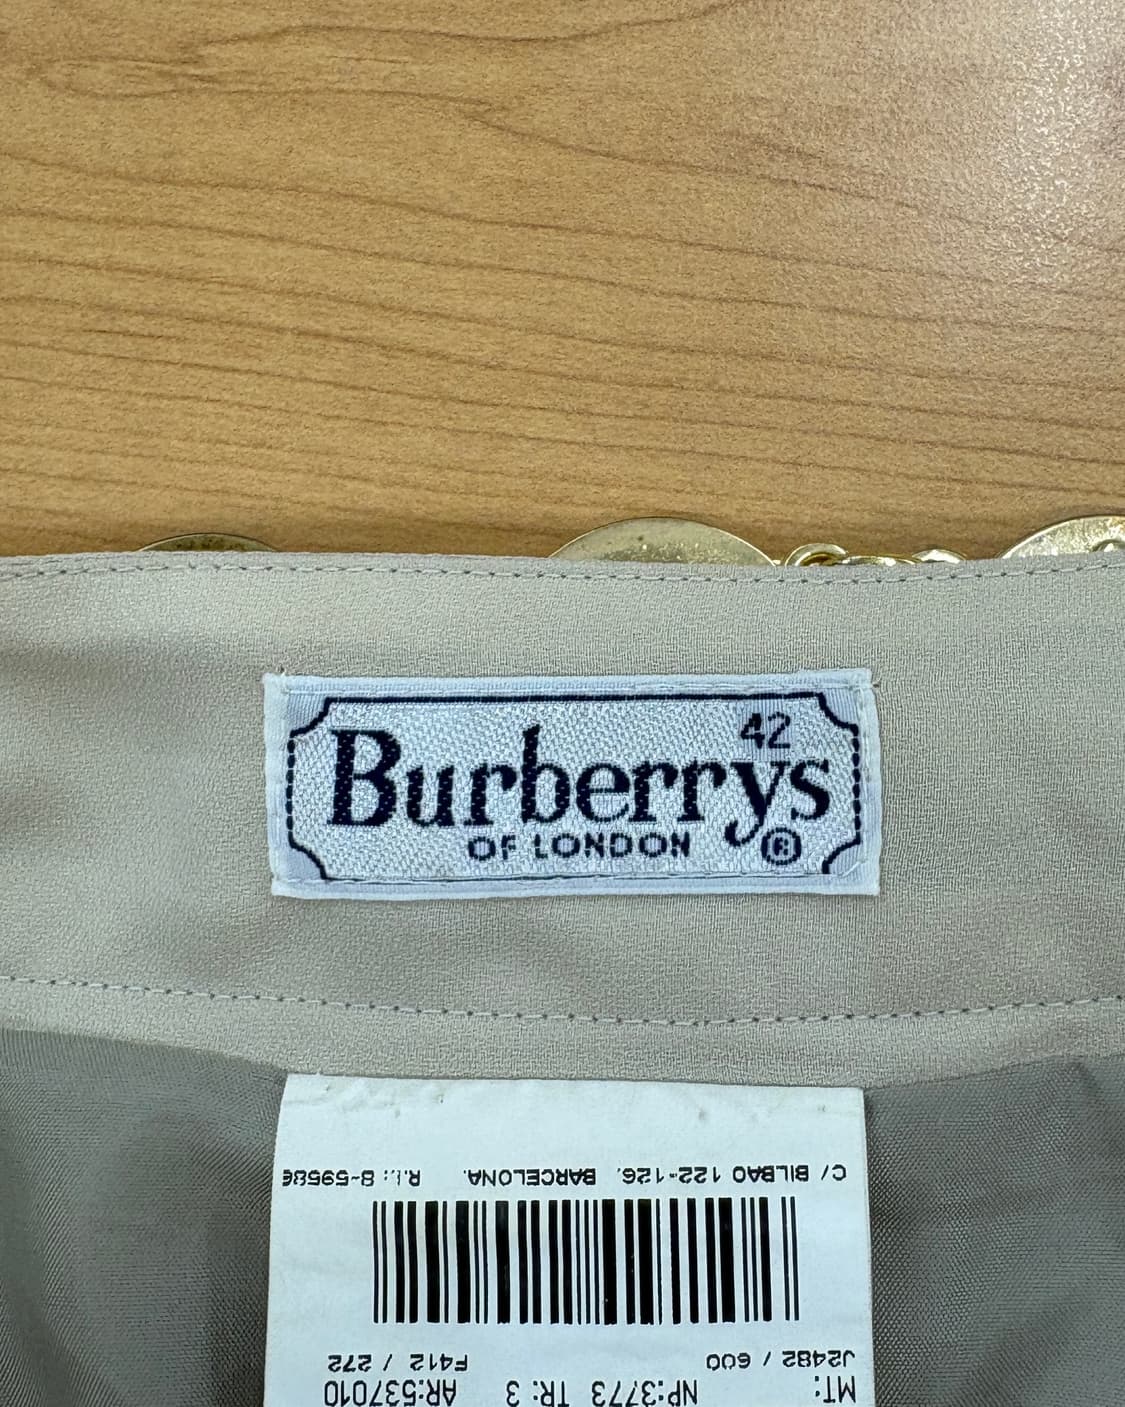 42
Burberrys
OF LONDON ®
MT: NP:3773 TR: 3 AR:537010
J2482 / 600 F412 / 272
C/ BILBAO 122-126. BARCELONA. R.I.: 8-5958